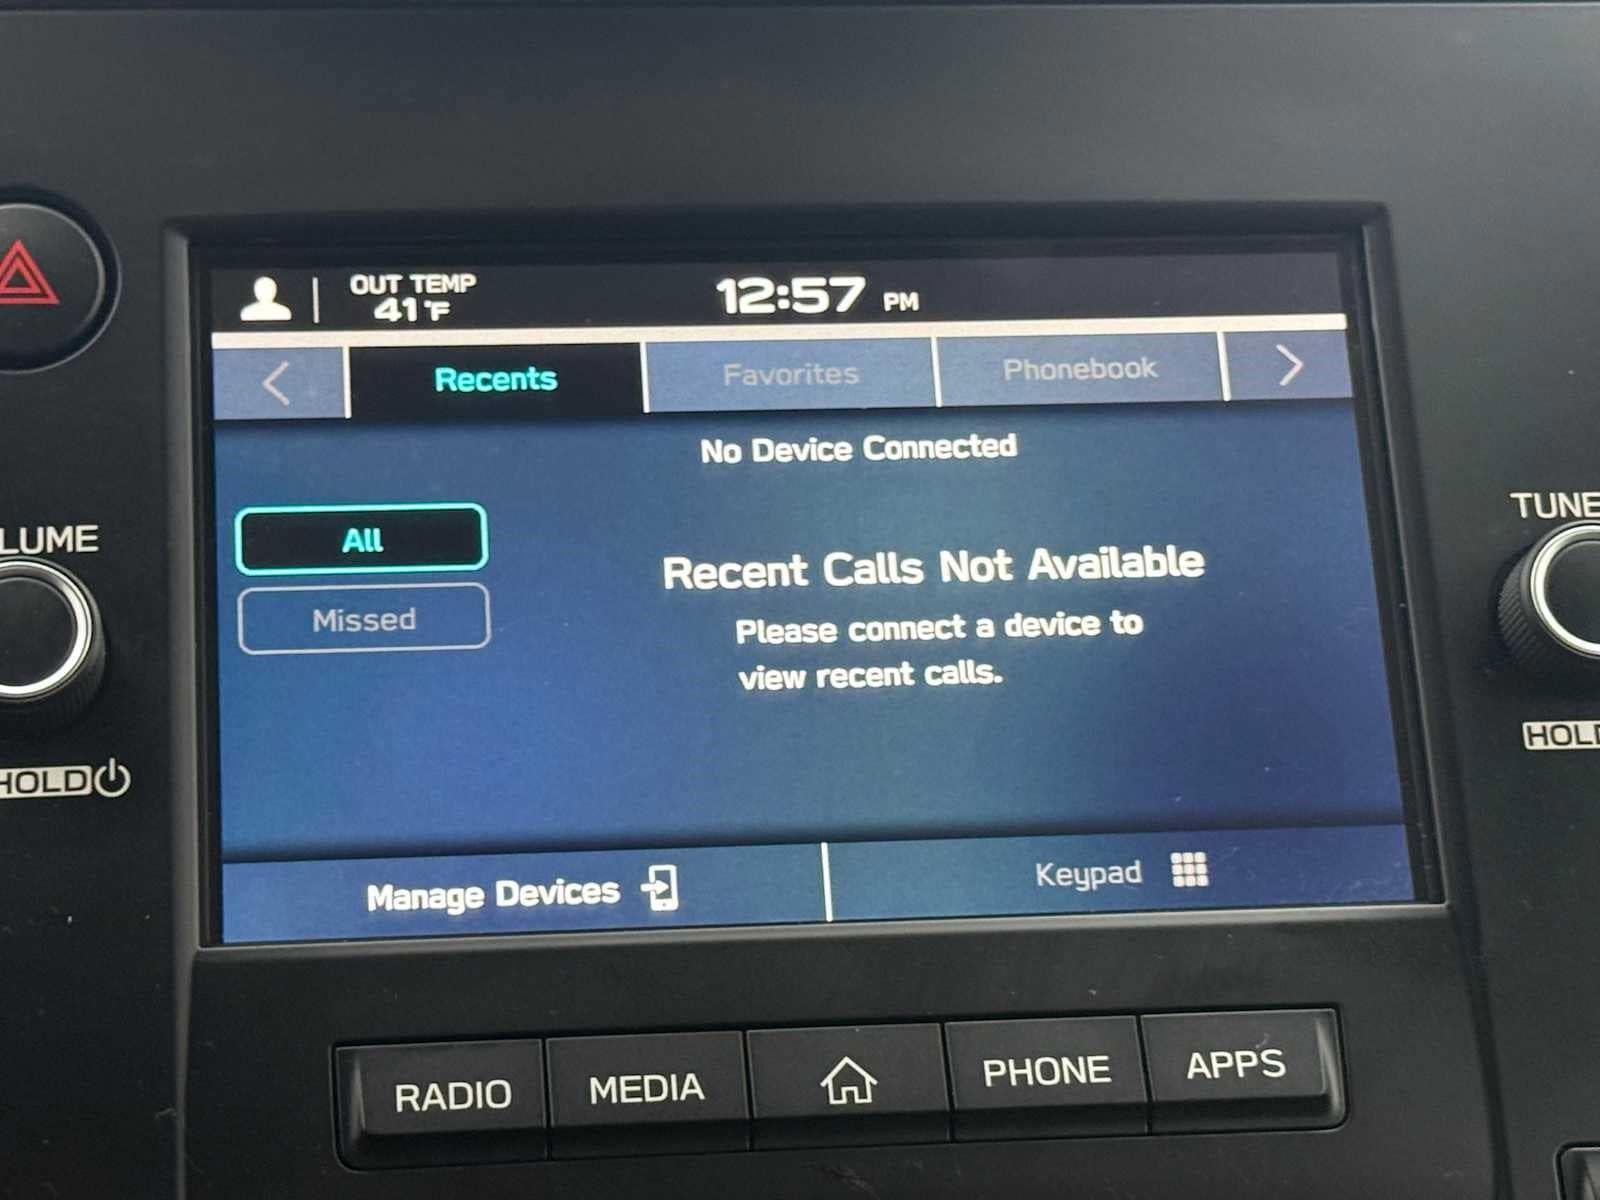 OUT TEMP
41°F
12:57 PM
Recents
Favorites
Phonebook
No Device Connected
All
Missed
Recent Calls Not Available
Please connect a device to
view recent calls.
Manage Devices
Keypad
LUME
HOLD
TUNE
HOLD
RADIO
MEDIA
PHONE
APPS